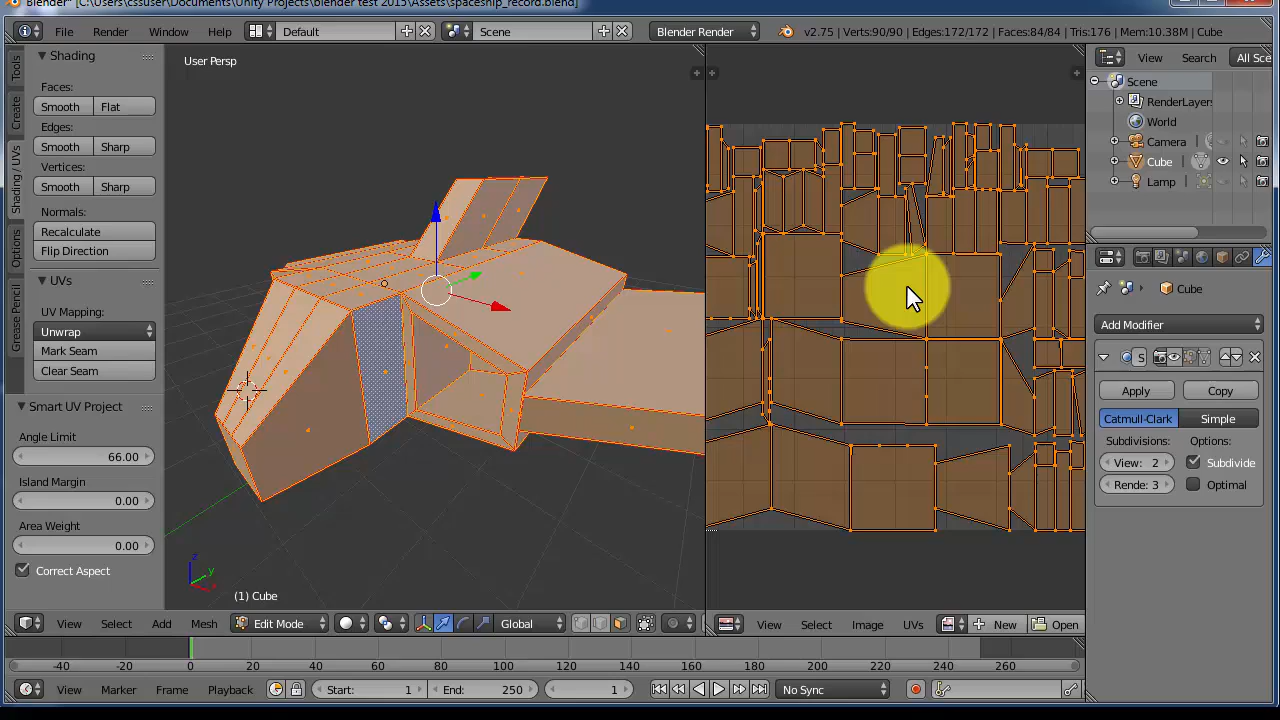 Blender* [C:\Users\cssuser\Documents\Unity Projects\blender test 2015\Assets\spaceship_record.blend]
File Render Window Help Default Scene Blender Render v2.75 | Verts:90/90 | Edges:172/172 | Faces:84/84 | Tris:176 | Mem:10.38M | Cube
Tools
Create
Shading / UVs
Options
Grease Pencil
Shading
Faces:
Smooth Flat
Edges:
Smooth Sharp
Vertices:
Smooth Sharp
Normals:
Recalculate
Flip Direction
UVs
UV Mapping:
Unwrap
Mark Seam
Clear Seam
Smart UV Project
Angle Limit
66.00
Island Margin
0.00
Area Weight
0.00
Correct Aspect
User Persp
z
y
x
(1) Cube
View Select Add Mesh Edit Mode Global
View Select Image UVs New Open
View Search All Sce
Scene
RenderLayers
World
Camera
Cube
Lamp
Cube
Add Modifier
S
Apply Copy
Catmull-Clark Simple
Subdivisions: Options:
View: 2 Subdivide
Rende: 3 Optimal
-40 -20 0 20 40 60 80 100 120 140 160 180 200 220 240 260
View Marker Frame Playback Start: 1 End: 250 1 No Sync